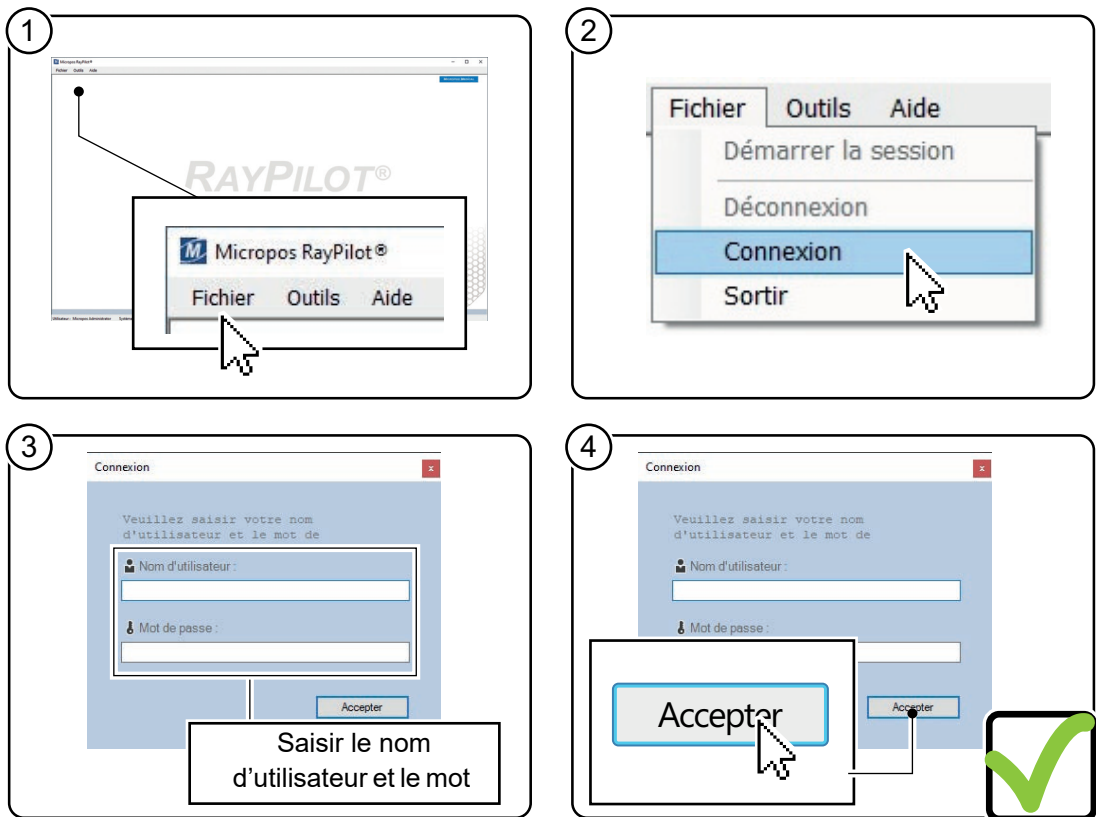 1
Micropos RayPilot®
Fichier Outils Aide
RAYPILOT®
Micropos RayPilot®
Fichier Outils Aide
2
Fichier Outils Aide
Démarrer la session
Déconnexion
Connexion
Sortir
3
Connexion
x
Veuillez saisir votre nom
d'utilisateur et le mot de
Nom d'utilisateur :
Mot de passe :
Accepter
Saisir le nom
d'utilisateur et le mot
4
Connexion
x
Veuillez saisir votre nom
d'utilisateur et le mot de
Nom d'utilisateur :
Mot de passe :
Accepter
Accepter